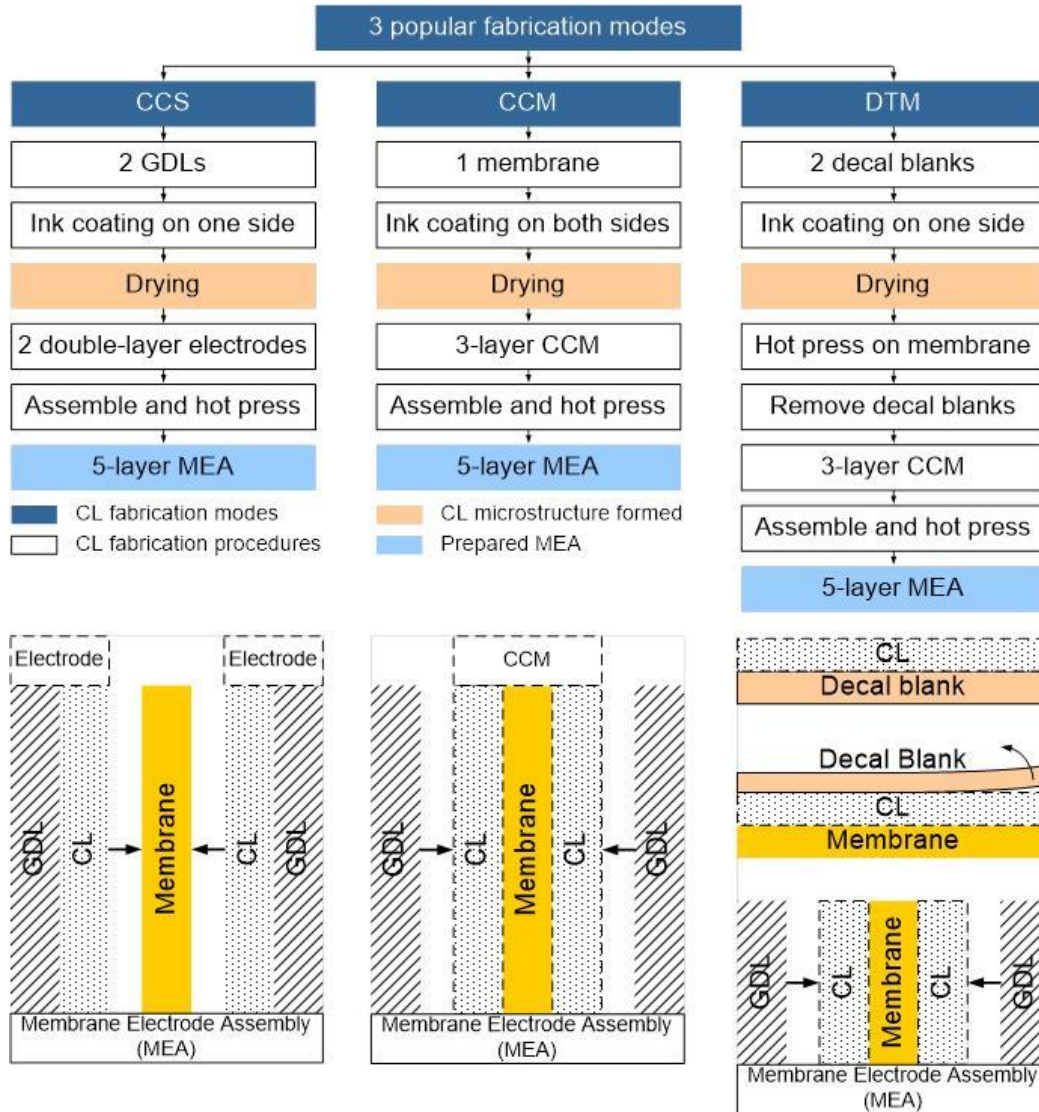 3 popular fabrication modes
CCS
2 GDLs
Ink coating on one side
Drying
2 double-layer electrodes
Assemble and hot press
5-layer MEA
CCM
1 membrane
Ink coating on both sides
Drying
3-layer CCM
Assemble and hot press
5-layer MEA
DTM
2 decal blanks
Ink coating on one side
Drying
Hot press on membrane
Remove decal blanks
3-layer CCM
Assemble and hot press
5-layer MEA
CL fabrication modes
CL fabrication procedures
CL microstructure formed
Prepared MEA
Electrode
Electrode
GDL
CL
Membrane
CL
GDL
Membrane Electrode Assembly
(MEA)
CCM
GDL
CL
Membrane
CL
GDL
Membrane Electrode Assembly
(MEA)
CL
Decal blank
Decal Blank
CL
Membrane
GDL
CL
Membrane
CL
GDL
Membrane Electrode Assembly
(MEA)